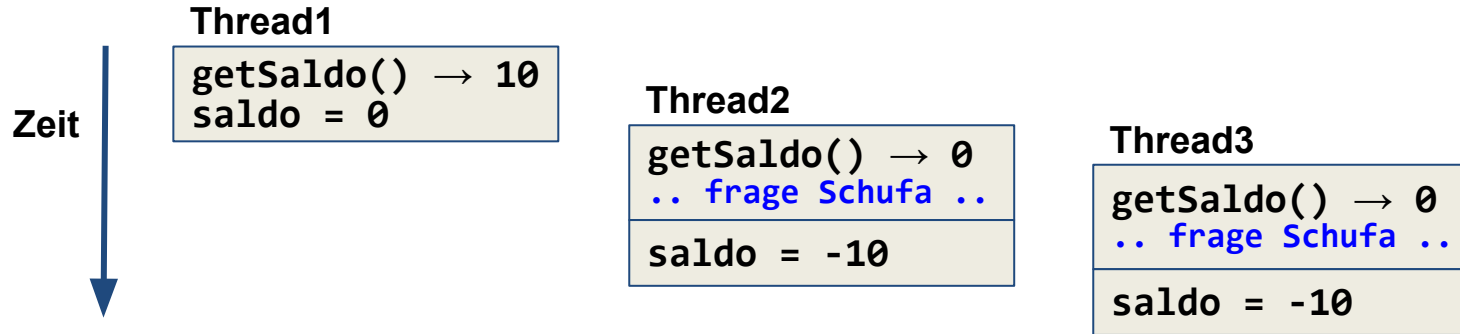 Zeit
Thread1
getSaldo() → 10
saldo = 0
Thread2
getSaldo() → 0
.. frage Schufa ..
saldo = -10
Thread3
getSaldo() → 0
.. frage Schufa ..
saldo = -10